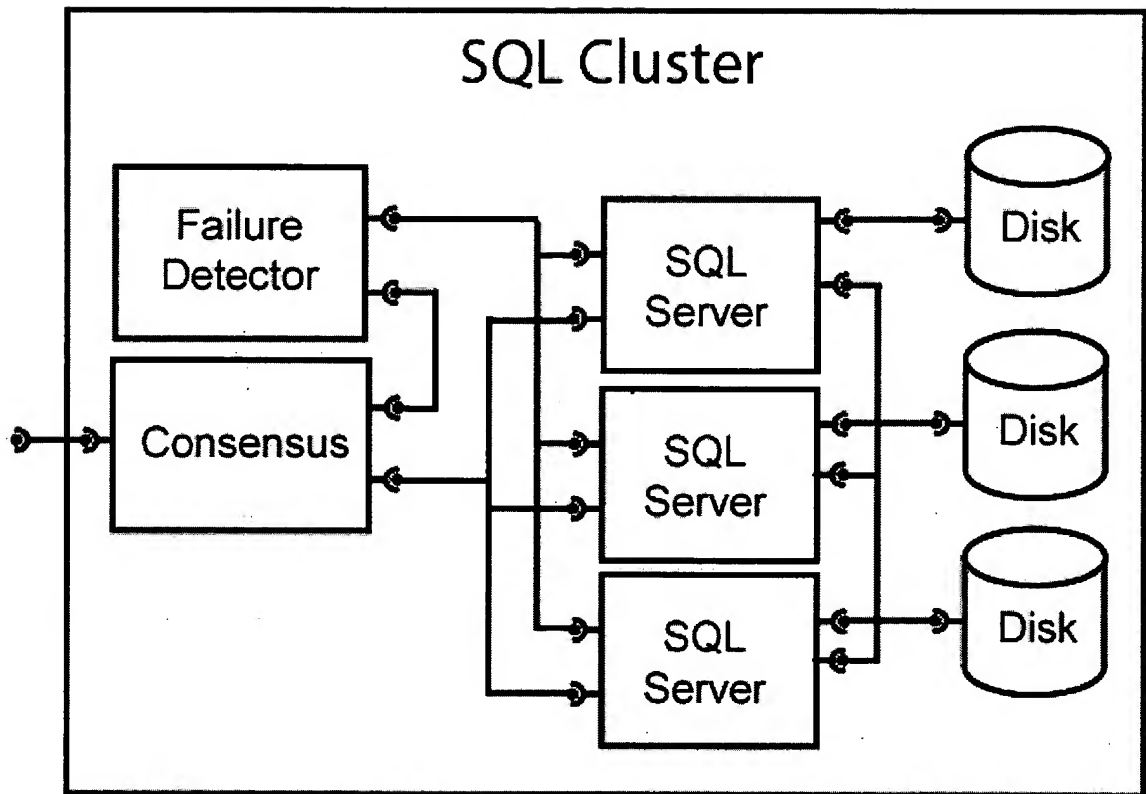 SQL Cluster
Failure
Detector
Consensus
SQL
Server
SQL
Server
SQL
Server
Disk
Disk
Disk